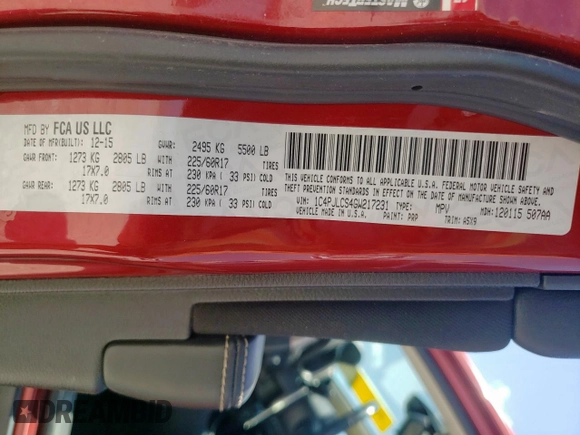 MASTERTECH
MFD BY FCA US LLC
DATE OF MFR(BUILT): 12-15 GVWR: 2495 KG 5500 LB
GAWR FRONT: 1273 KG 2805 LB WITH 225/60R17 TIRES
17X7.0 RIMS AT 230 KPA ( 33 PSI) COLD
GAWR REAR: 1273 KG 2805 LB WITH 225/60R17 TIRES
17X7.0 RIMS AT 230 KPA ( 33 PSI) COLD
THIS VEHICLE CONFORMS TO ALL APPLICABLE U.S.A. FEDERAL MOTOR VEHICLE SAFETY AND
THEFT PREVENTION STANDARDS IN EFFECT ON THE DATE OF MANUFACTURE SHOWN ABOVE.
VIN: 1C4PJLCS4GW217231 TYPE: MPV MDH:120115 507AA
MADE IN U.S.A. PAINT: PRP TRIM: A5X9
DREAMBID